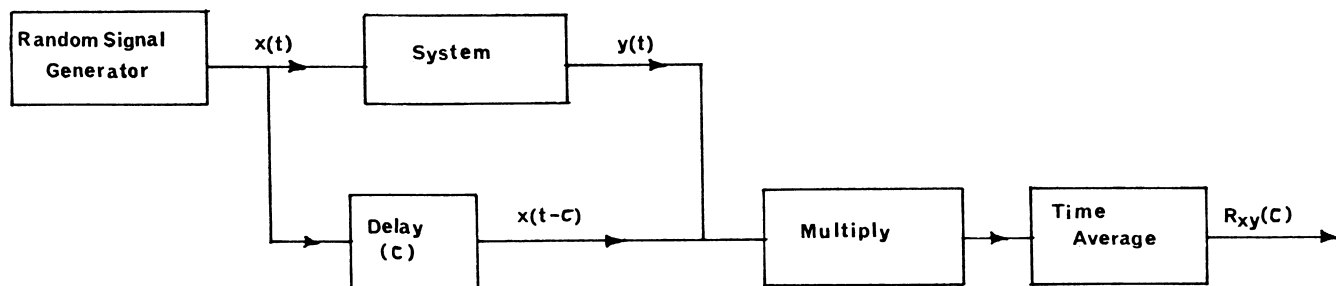 Random Signal
Generator
x(t)
System
y(t)
Delay
(τ)
x(t-τ)
Multiply
Time
Average
Rxy(τ)